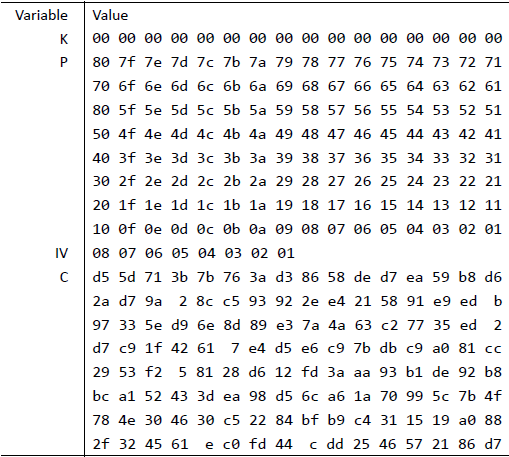 Variable Value
K 00 00 00 00 00 00 00 00 00 00 00 00 00 00 00 00
P 80 7f 7e 7d 7c 7b 7a 79 78 77 76 75 74 73 72 71
70 6f 6e 6d 6c 6b 6a 69 68 67 66 65 64 63 62 61
80 5f 5e 5d 5c 5b 5a 59 58 57 56 55 54 53 52 51
50 4f 4e 4d 4c 4b 4a 49 48 47 46 45 44 43 42 41
40 3f 3e 3d 3c 3b 3a 39 38 37 36 35 34 33 32 31
30 2f 2e 2d 2c 2b 2a 29 28 27 26 25 24 23 22 21
20 1f 1e 1d 1c 1b 1a 19 18 17 16 15 14 13 12 11
10 0f 0e 0d 0c 0b 0a 09 08 07 06 05 04 03 02 01
IV 08 07 06 05 04 03 02 01
C d5 5d 71 3b 7b 76 3a d3 86 58 de d7 ea 59 b8 d6
2a d7 9a 2 8c c5 93 92 2e e4 21 58 91 e9 ed b
97 33 5e d9 6e 8d 89 e3 7a 4a 63 c2 77 35 ed 2
d7 c9 1f 42 61 7 e4 d5 e6 c9 7b db c9 a0 81 cc
29 53 f2 5 81 28 d6 12 fd 3a aa 93 b1 de 92 b8
bc a1 52 43 3d ea 98 d5 6c a6 1a 70 99 5c 7b 4f
78 4e 30 46 30 c5 22 84 bf b9 c4 31 15 19 a0 88
2f 32 45 61 e c0 fd 44 c dd 25 46 57 21 86 d7